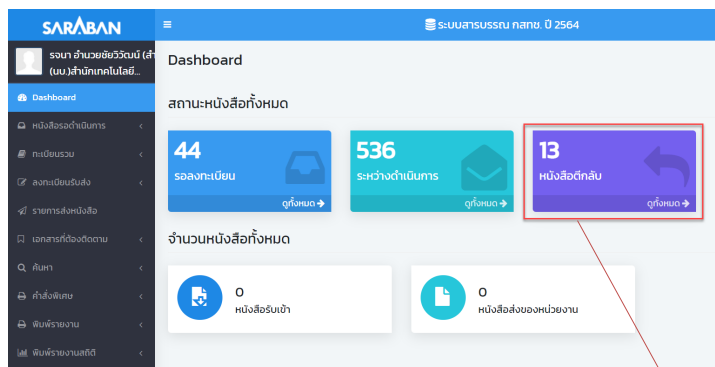 SARABAN
ระบบสารบรรณ กสทช. ปี 2564
รจนา อำนวยชัยวิวัฒน์ (สำ
(นบ.)สำนักเทคโนโลยี...
Dashboard
หนังสือรอดำเนินการ
ทะเบียนรวม
ลงทะเบียนรับส่ง
รายการส่งหนังสือ
เอกสารที่ต้องติดตาม
ค้นหา
คำสั่งพิเศษ
พิมพ์รายงาน
พิมพ์รายงานสถิติ
Dashboard
สถานะหนังสือทั้งหมด
44
รอลงทะเบียน
ดูทั้งหมด
536
ระหว่างดำเนินการ
ดูทั้งหมด
13
หนังสือตีกลับ
ดูทั้งหมด
จำนวนหนังสือทั้งหมด
0
หนังสือรับเข้า
0
หนังสือส่งของหน่วยงาน